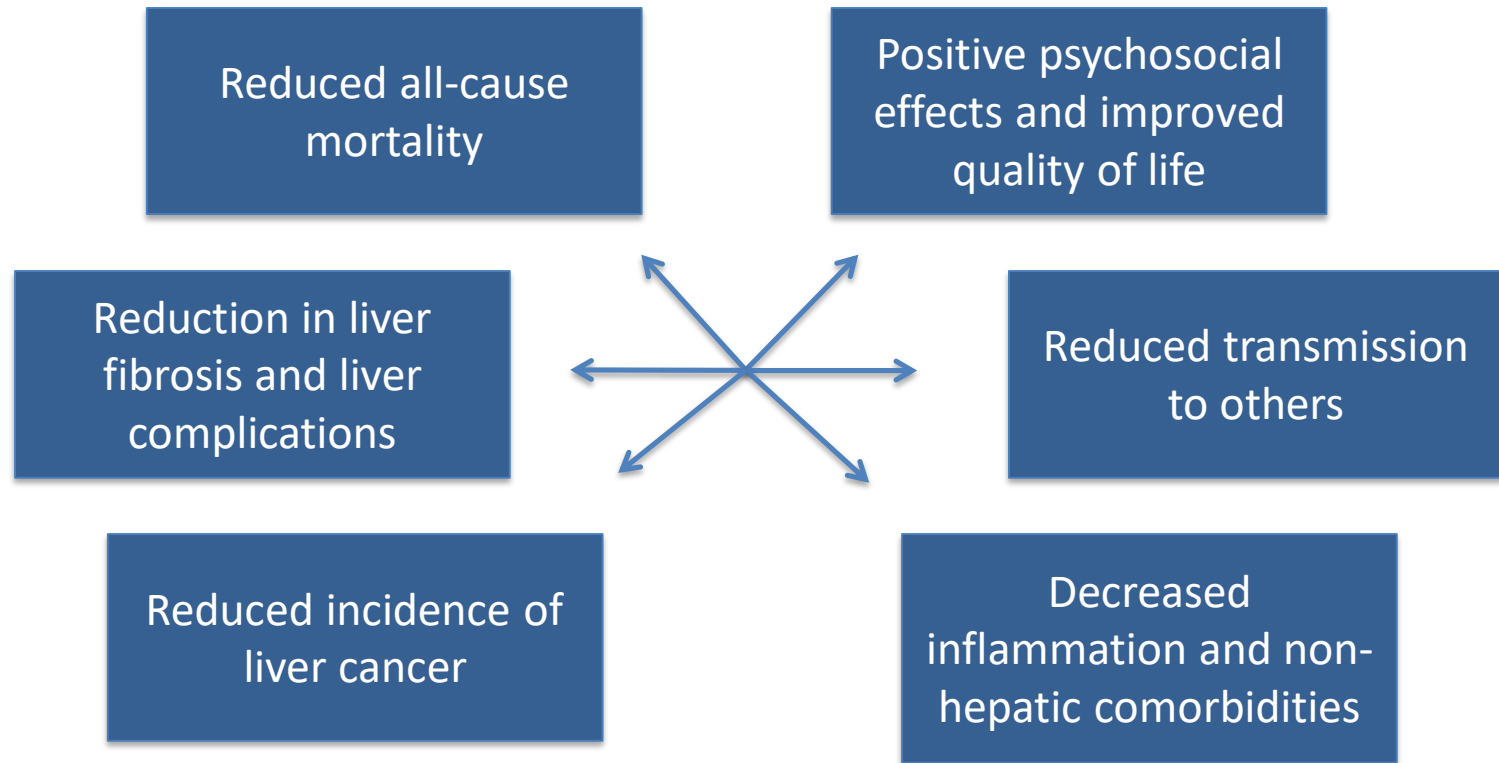 Reduced all-cause
mortality
Positive psychosocial
effects and improved
quality of life
Reduction in liver
fibrosis and liver
complications
Reduced transmission
to others
Reduced incidence of
liver cancer
Decreased
inflammation and non-
hepatic comorbidities